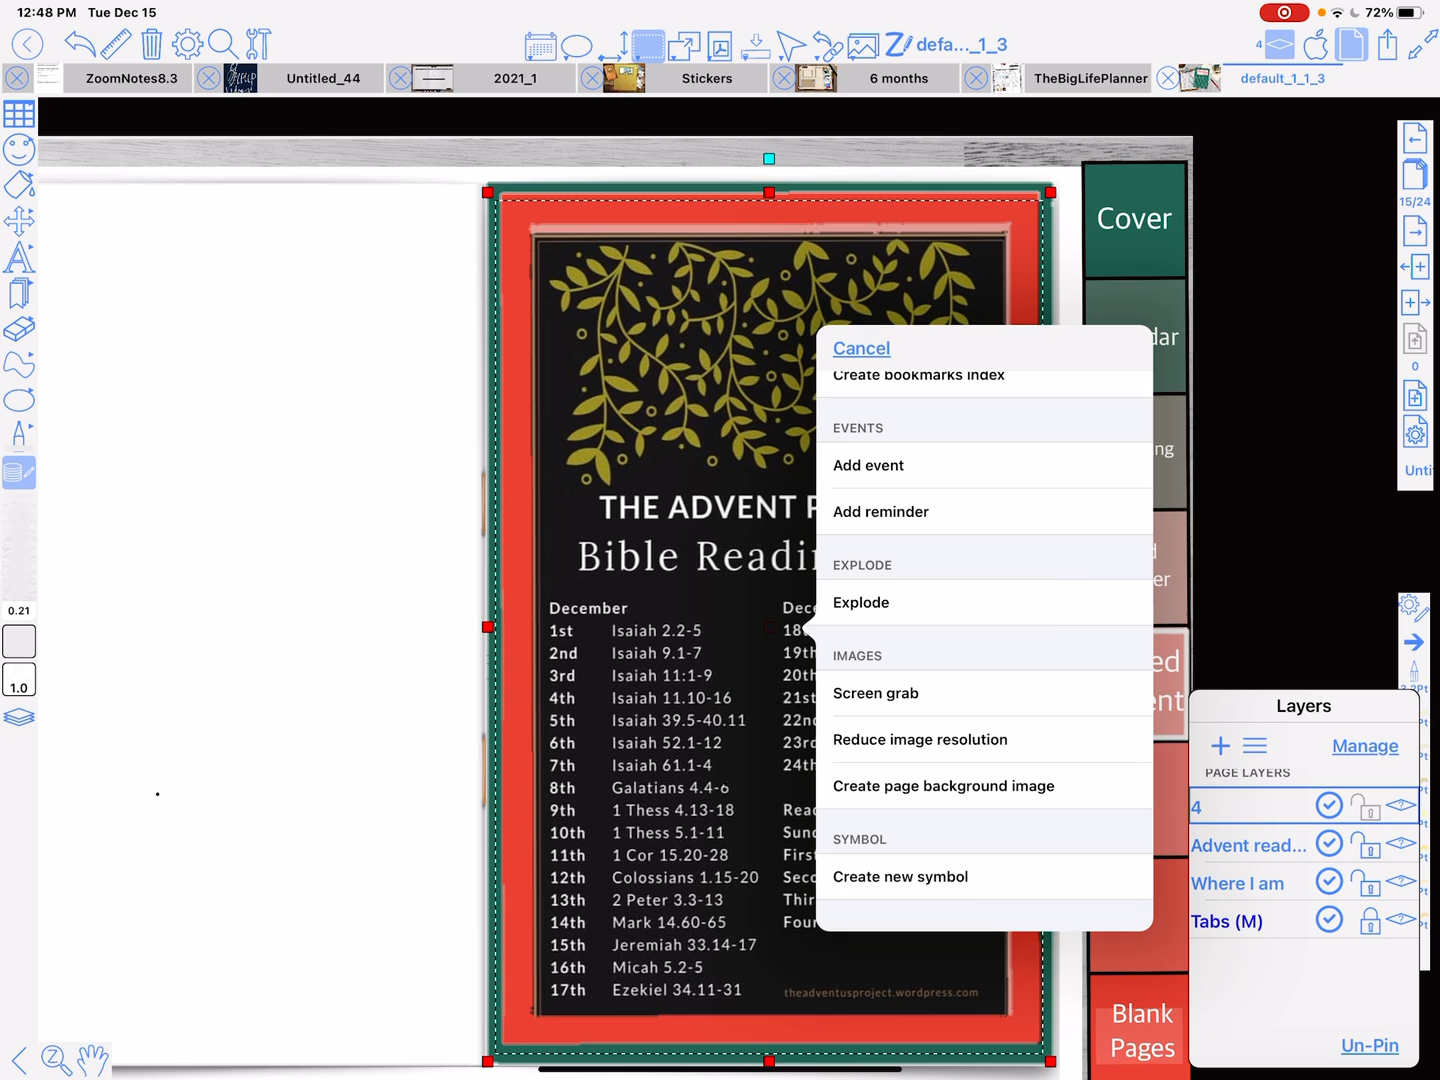 12:48 PM Tue Dec 15
72%
defa..._1_3
4
ZoomNotes8.3
Untitled_44
2021_1
Stickers
6 months
TheBigLifePlanner
default_1_1_3
15/24
0
Unti
Cover
dar
ng
er
ed
ent
Blank
Pages
THE ADVENT P
Bible Readi
December
1st Isaiah 2.2-5
2nd Isaiah 9.1-7
3rd Isaiah 11:1-9
4th Isaiah 11.10-16
5th Isaiah 39.5-40.11
6th Isaiah 52.1-12
7th Isaiah 61.1-4
8th Galatians 4.4-6
9th 1 Thess 4.13-18
10th 1 Thess 5.1-11
11th 1 Cor 15.20-28
12th Colossians 1.15-20
13th 2 Peter 3.3-13
14th Mark 14.60-65
15th Jeremiah 33.14-17
16th Micah 5.2-5
17th Ezekiel 34.11-31
Dece
18t
19th
20th
21st
22nd
23rd
24th
Read
Sund
First
Seco
Thir
Four
theadventusproject.wordpress.com
Cancel
Create bookmarks index
EVENTS
Add event
Add reminder
EXPLODE
Explode
IMAGES
Screen grab
Reduce image resolution
Create page background image
SYMBOL
Create new symbol
0.21
1.0
Layers
Manage
PAGE LAYERS
4
Advent read...
Where I am
Tabs (M)
Un-Pin